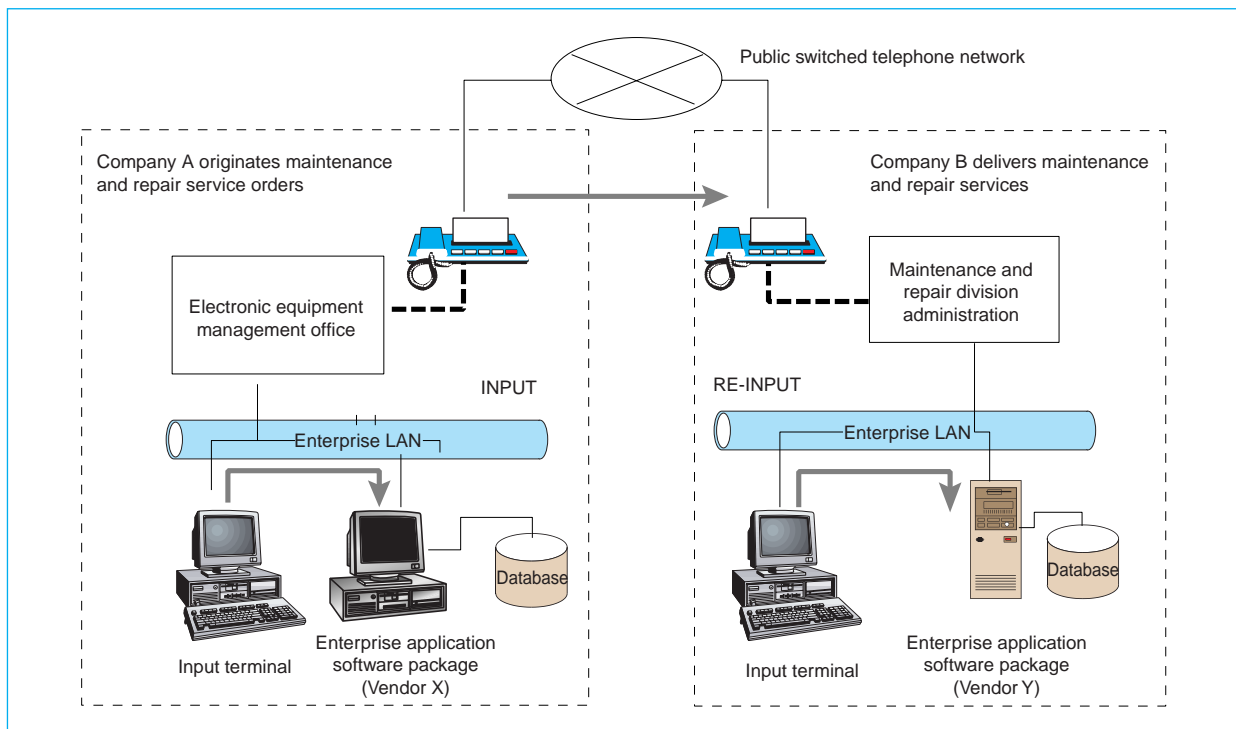 Public switched telephone network
Company A originates maintenance
and repair service orders
Company B delivers maintenance
and repair services
Electronic equipment
management office
Maintenance and
repair division
administration
INPUT
RE-INPUT
Enterprise LAN
Enterprise LAN
Database
Database
Input terminal
Enterprise application
software package
(Vendor X)
Input terminal
Enterprise application
software package
(Vendor Y)